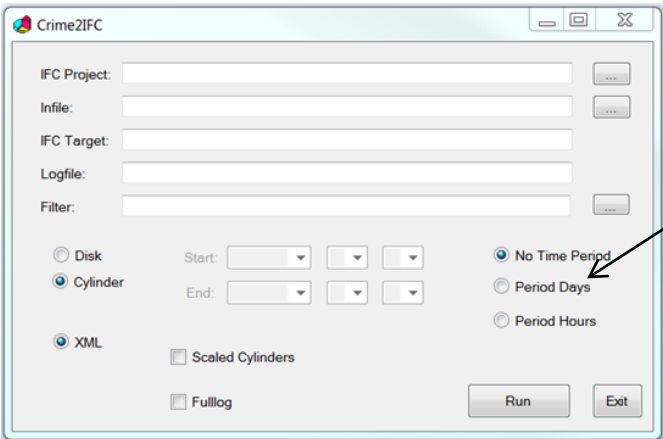 Crime2IFC
IFC Project:
...
Infile:
...
IFC Target:
Logfile:
Filter:
...
Disk
Start:
No Time Period
Cylinder
End:
Period Days
Period Hours
XML
Scaled Cylinders
Fulllog
Run
Exit